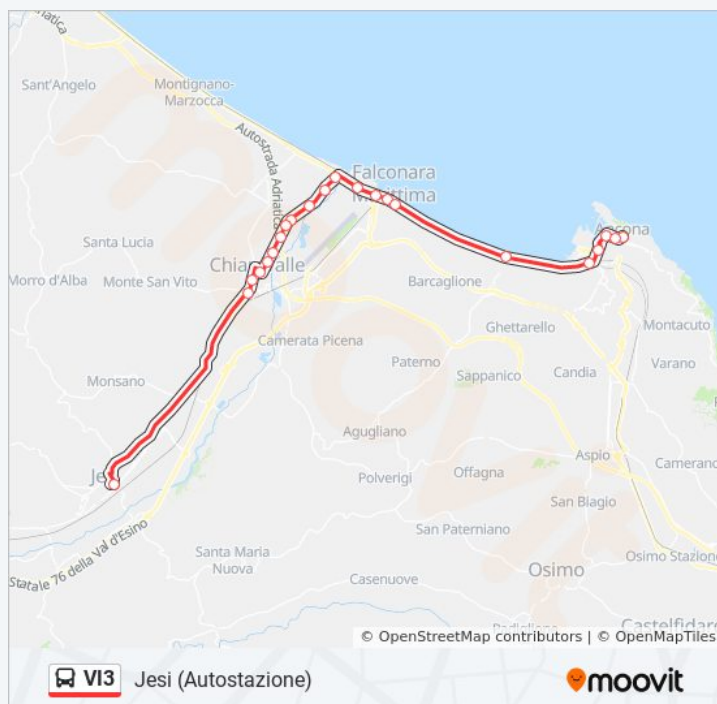 Sant'Angelo
Montignano-
Marzocca
Autostrada Adriatica
Falconara
Marittima
Santa Lucia
Ancona
Chiaravalle
Morro d'Alba
Monte San Vito
Barcaglione
Montacuto
Ghettarello
Camerata Picena
Varano
Paterno
Candia
Monsano
Sappanico
Agugliano
Camerano
Aspio
Jesi
Polverigi
Offagna
San Biagio
San Paterniano
Statale 76 della Val d'Esino
Santa Maria
Nuova
Osimo Stazione
Casenuove
Osimo
Castelfidardo
© OpenStreetMap contributors | © OpenMapTiles
VI3
Jesi (Autostazione)
moovit